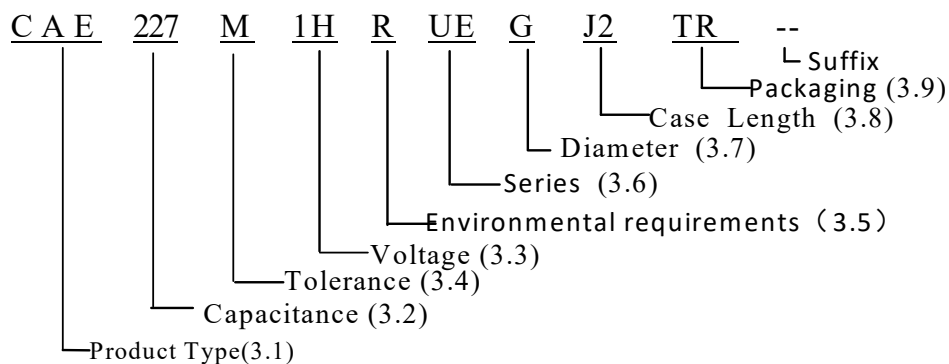 C A E 227 M 1H R UE G J2 TR --
Suffix
Packaging (3.9)
Case Length (3.8)
Diameter (3.7)
Series (3.6)
Environmental requirements（3.5）
Voltage (3.3)
Tolerance (3.4)
Capacitance (3.2)
Product Type(3.1)